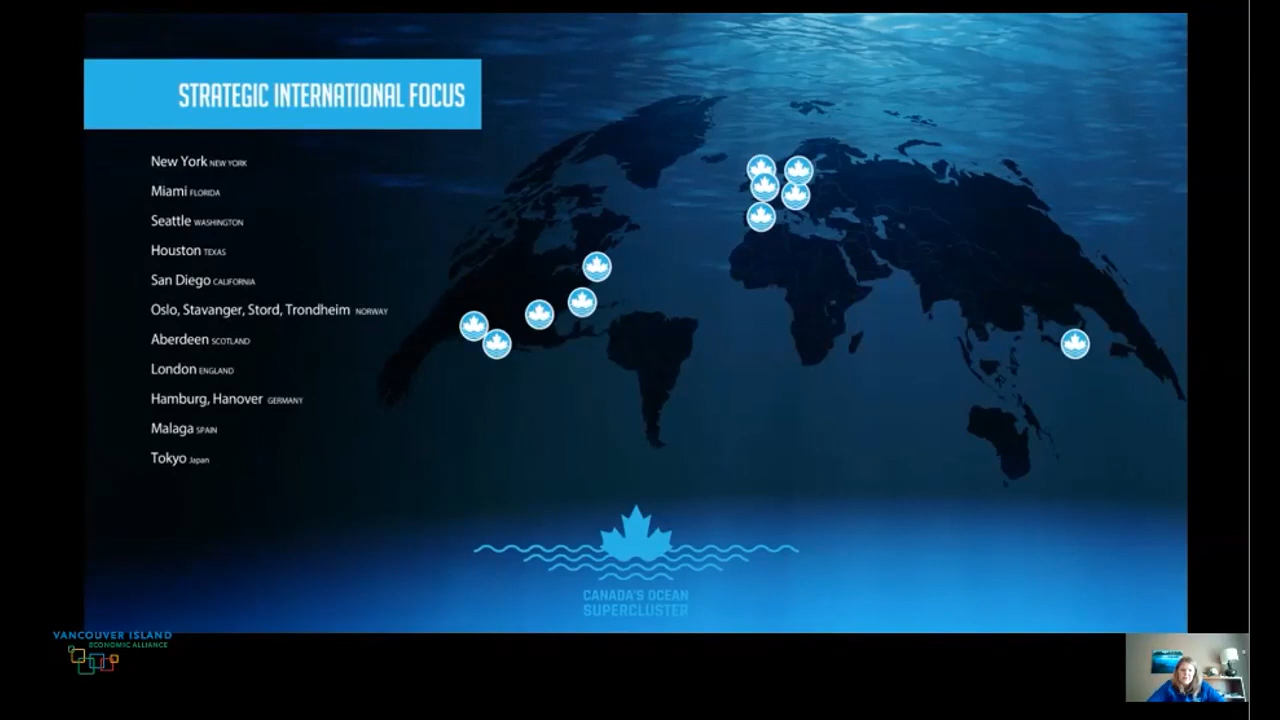 STRATEGIC INTERNATIONAL FOCUS
New York NEW YORK
Miami FLORIDA
Seattle WASHINGTON
Houston TEXAS
San Diego CALIFORNIA
Oslo, Stavanger, Stord, Trondheim NORWAY
Aberdeen SCOTLAND
London ENGLAND
Hamburg, Hanover GERMANY
Malaga SPAIN
Tokyo Japan
CANADA'S OCEAN
SUPERCLUSTER
VANCOUVER ISLAND
ECONOMIC ALLIANCE